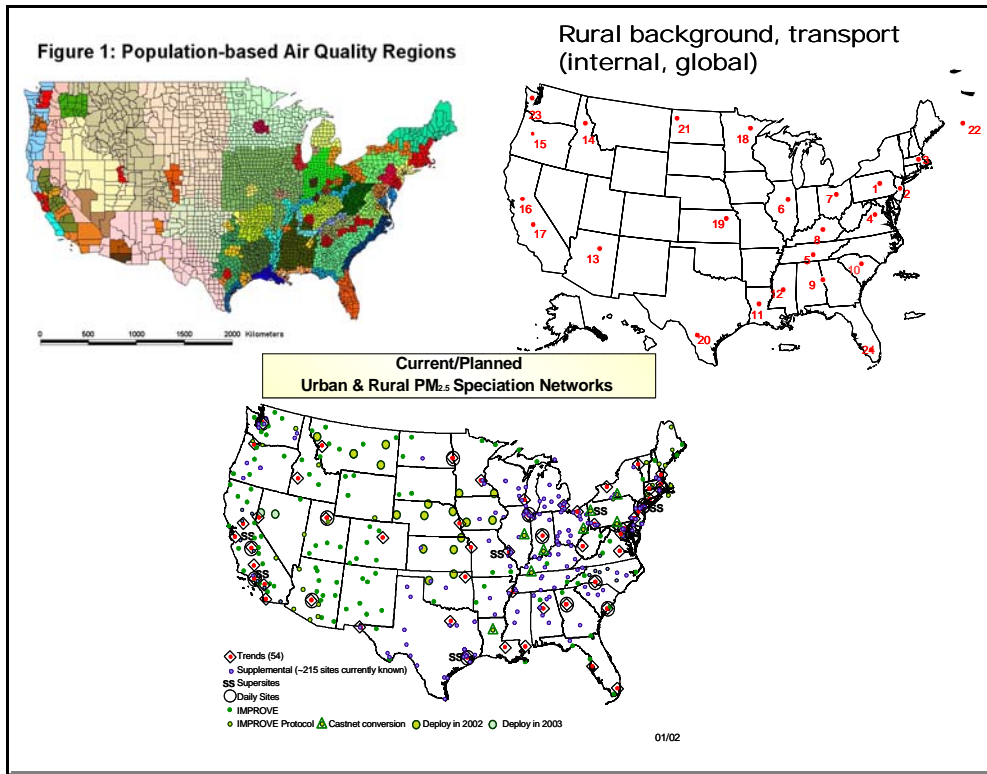 Figure 1: Population-based Air Quality Regions
0 500 1000 1500 2000 Kilometers
Rural background, transport
(internal, global)
23
15
14
21
18
22
3
1
2
16
17
6
7
4
19
8
13
5
10
12
9
11
20
24
Current/Planned
Urban & Rural PM2.5 Speciation Networks
SS
SS
SS
SS
SS
SS
Trends (54)
Supplemental (~215 sites currently known)
SS Supersites
Daily Sites
IMPROVE
IMPROVE Protocol Castnet conversion Deploy in 2002 Deploy in 2003
01/02